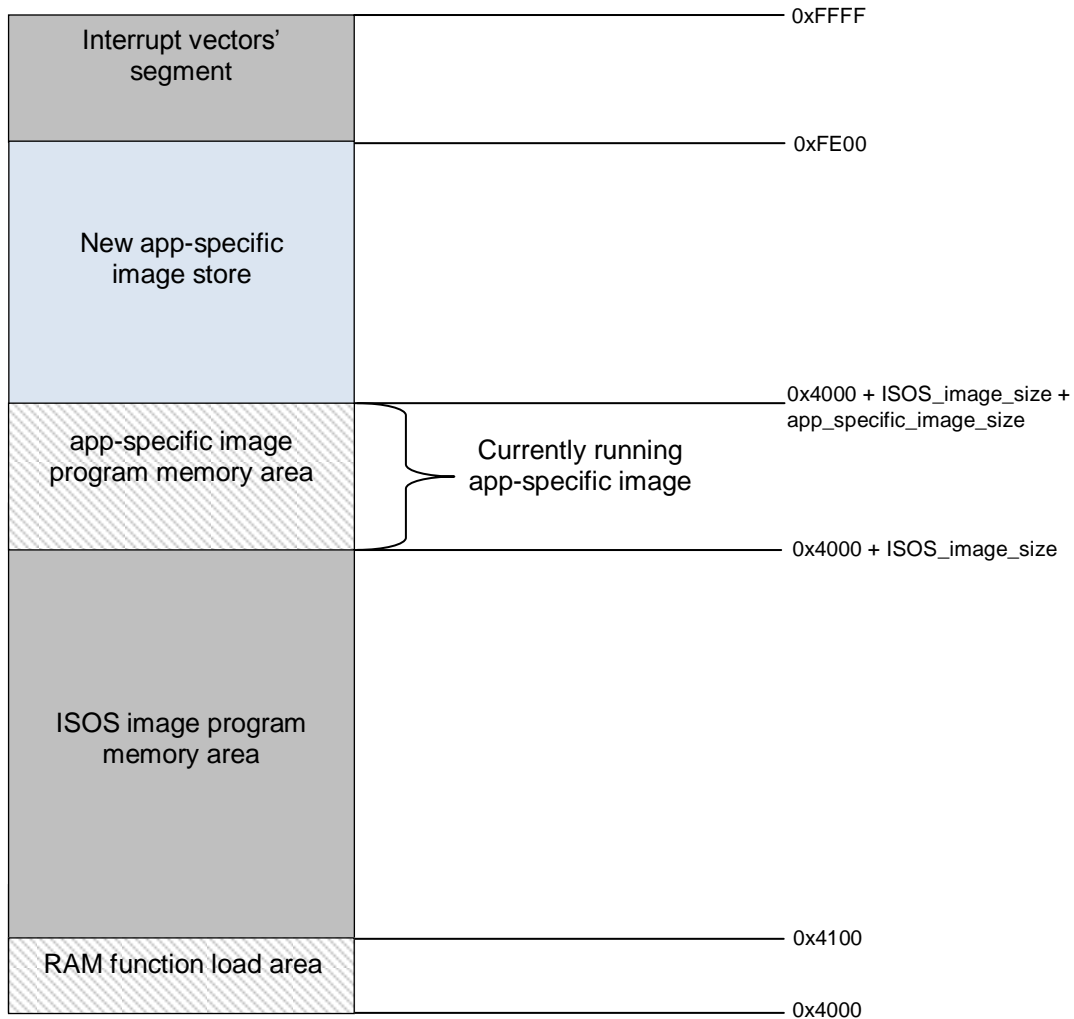 0xFFFF
Interrupt vectors’
segment
0xFE00
New app-specific
image store
0x4000 + ISOS_image_size +
app_specific_image_size
app-specific image
program memory area
Currently running
app-specific image
0x4000 + ISOS_image_size
ISOS image program
memory area
0x4100
RAM function load area
0x4000